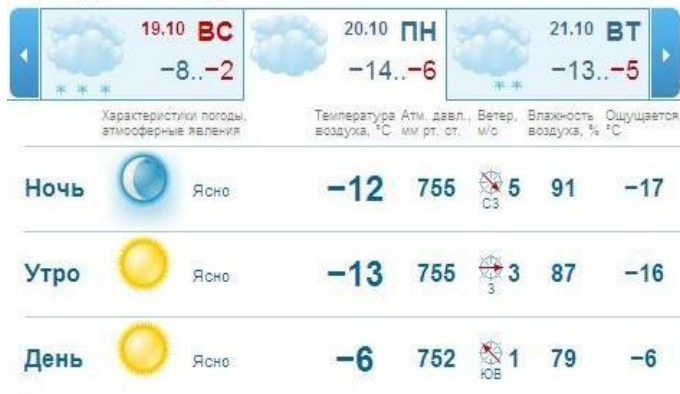 19.10 ВС 20.10 ПН 21.10 ВТ
−8..−2 −14..−6 −13..−5
Характеристики погоды, Температура Атм. давл., Ветер, Влажность Ощущается,
атмосферные явления воздуха, °C мм рт. ст. м/с воздуха, % °C
Ночь Ясно −12 755 5 91 −17
СЗ
Утро Ясно −13 755 3 87 −16
З
День Ясно −6 752 1 79 −6
ЮВ